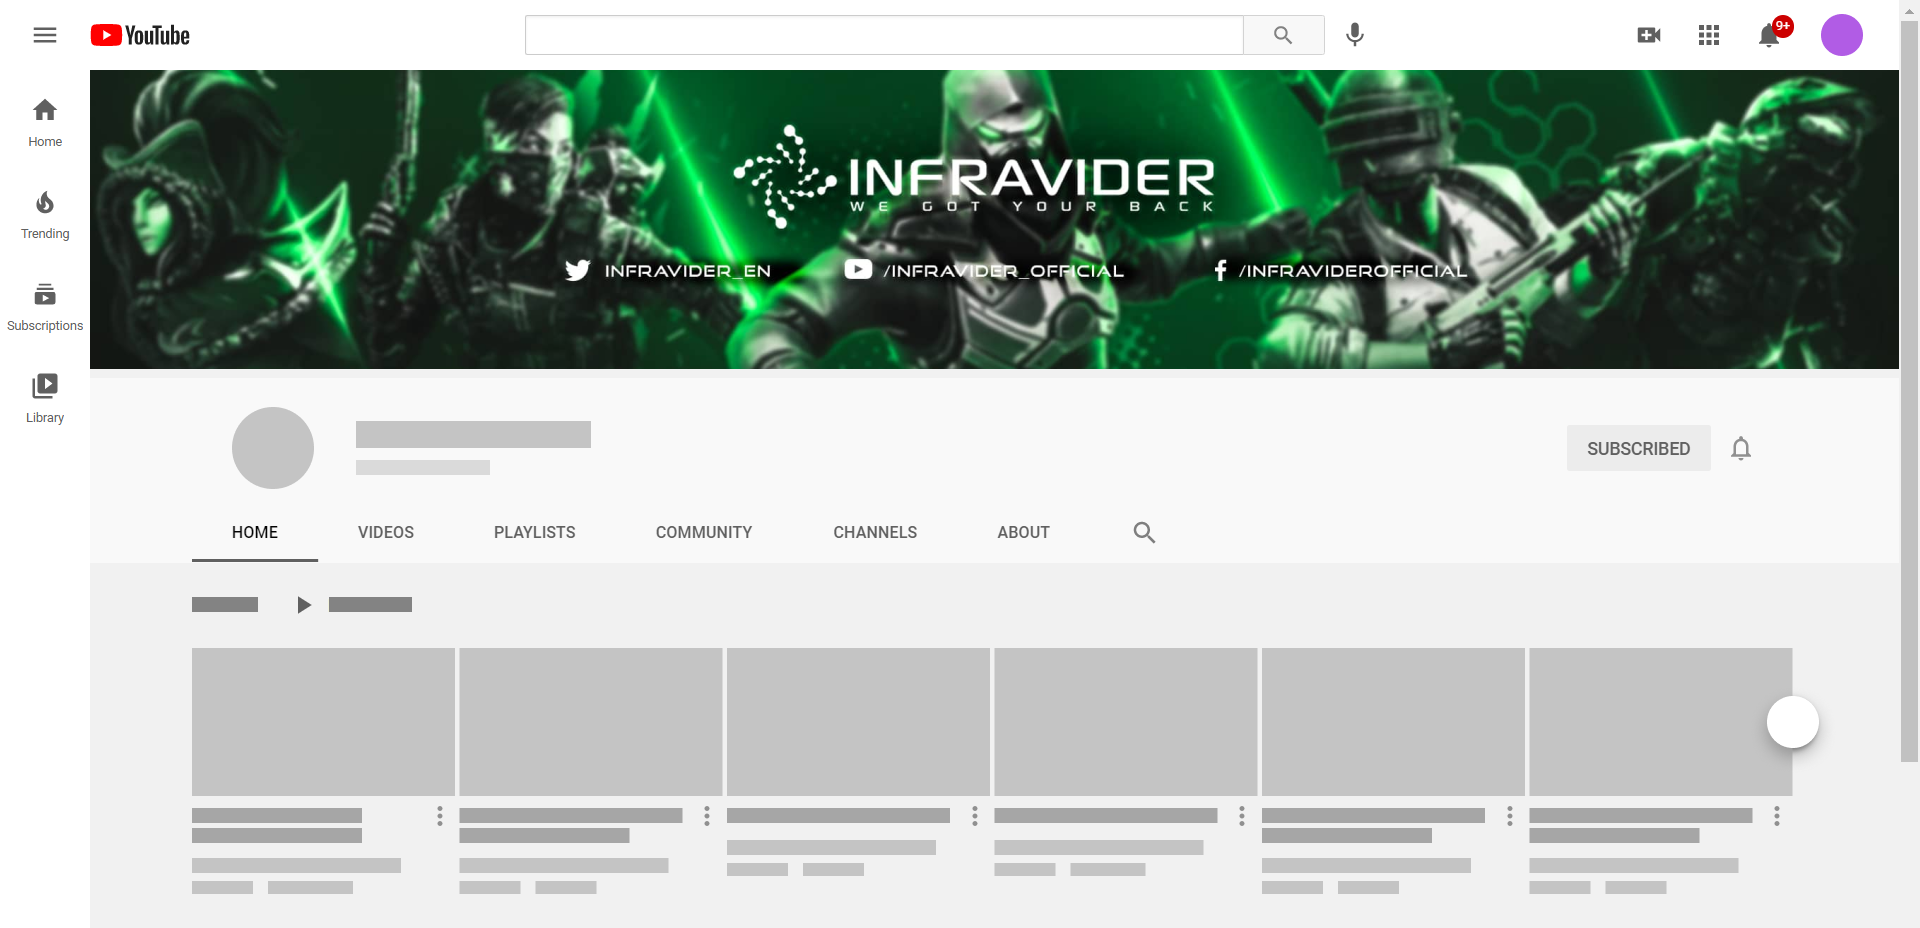 YouTube
9+
Home
Trending
Subscriptions
Library
INFRAVIDER
WE GOT YOUR BACK
INFRAVIDER_EN
/INFRAVIDER_OFFICIAL
/INFRAVIDEROFFICIAL
SUBSCRIBED
HOME VIDEOS PLAYLISTS COMMUNITY CHANNELS ABOUT